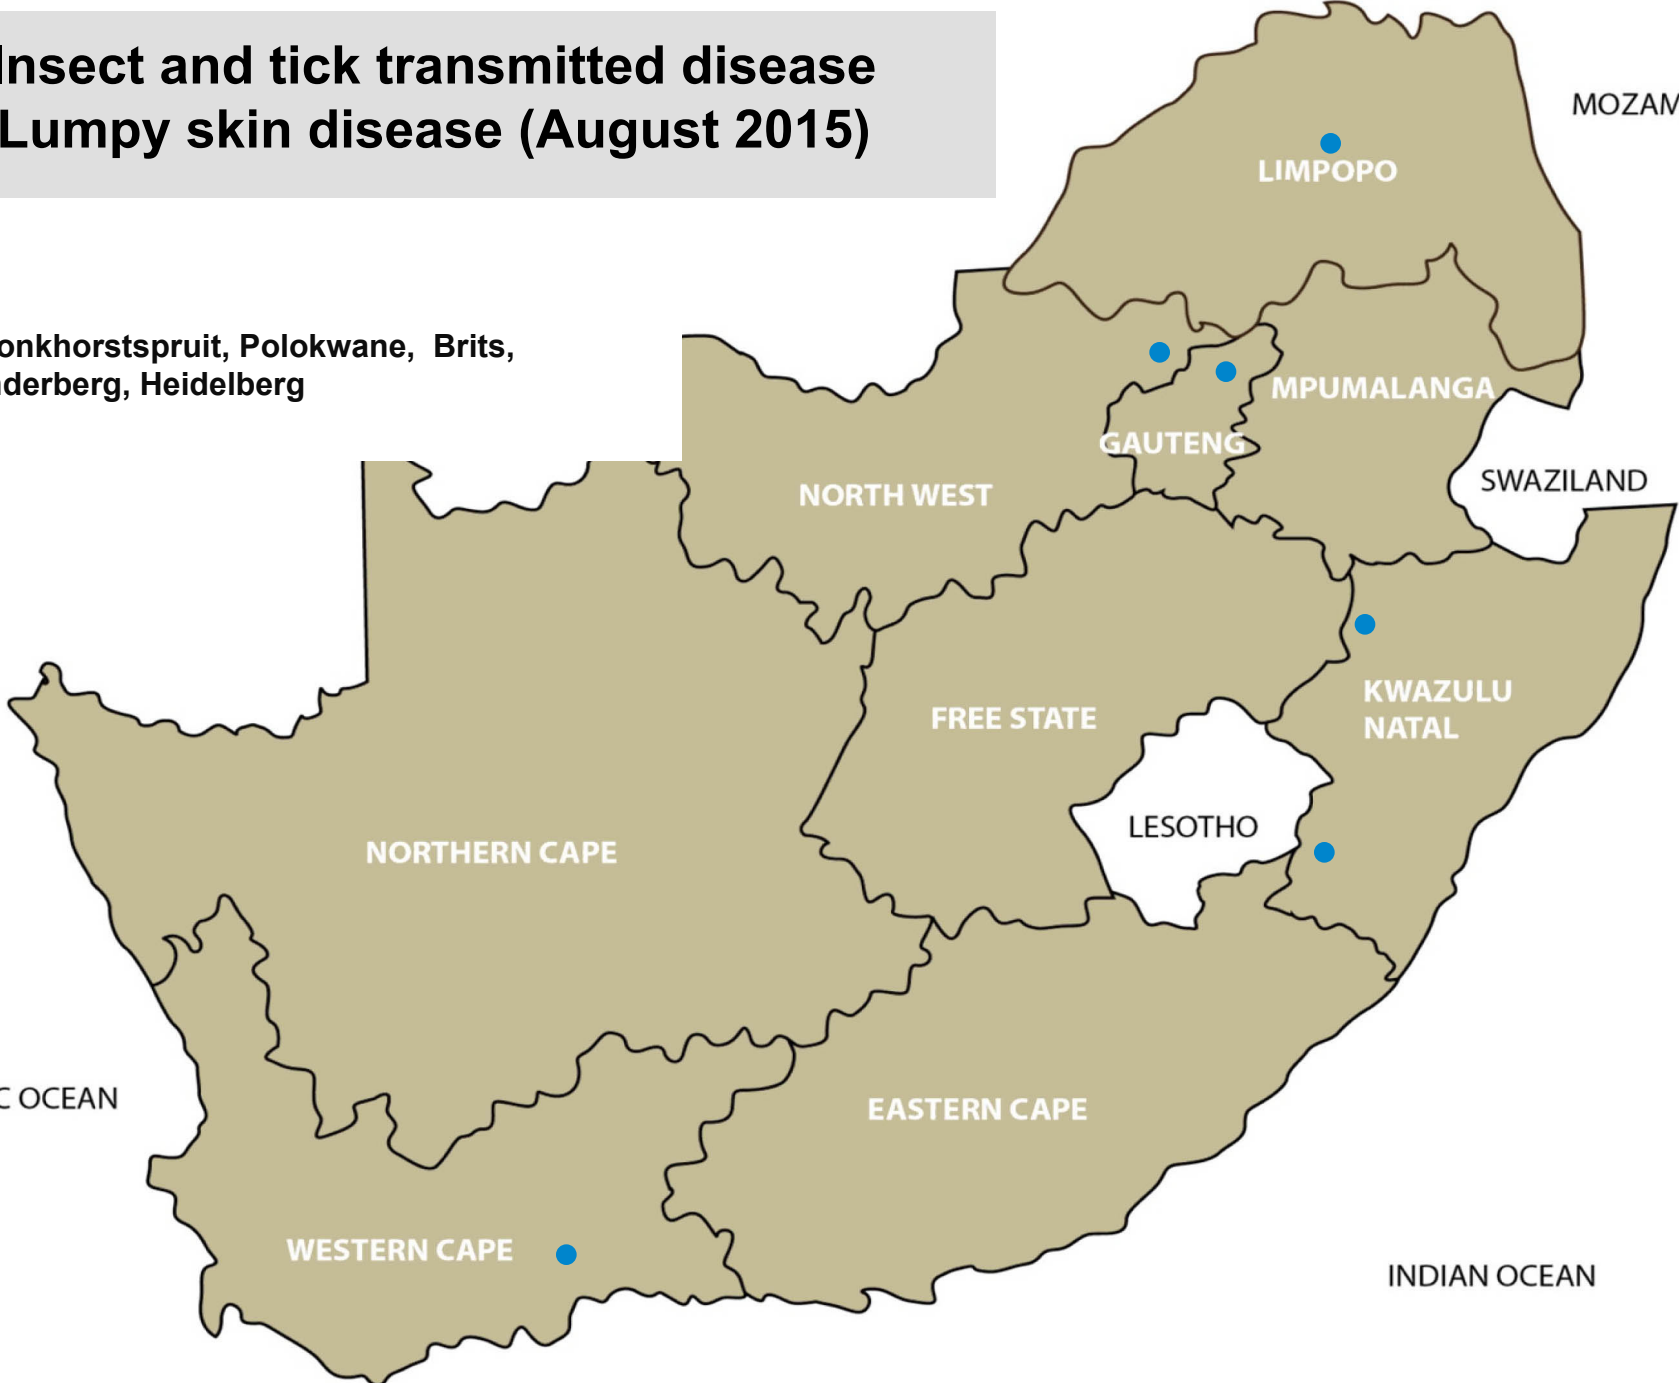 Insect and tick transmitted disease
Lumpy skin disease (August 2015)
MOZAM
LIMPOPO
onkhorstspruit, Polokwane, Brits,
nderberg, Heidelberg
MPUMALANGA
GAUTENG
SWAZILAND
NORTH WEST
KWAZULU
NATAL
FREE STATE
LESOTHO
NORTHERN CAPE
C OCEAN
EASTERN CAPE
WESTERN CAPE
INDIAN OCEAN